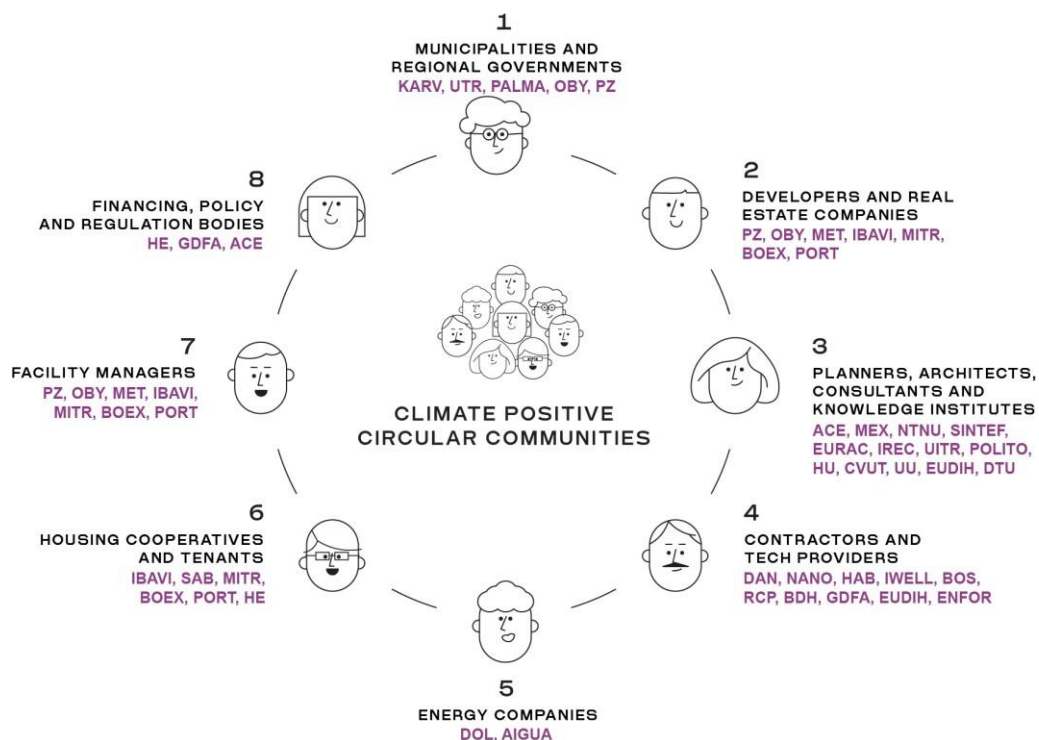 1
MUNICIPALITIES AND
REGIONAL GOVERNMENTS
KARV, UTR, PALMA, OBY, PZ
2
DEVELOPERS AND REAL
ESTATE COMPANIES
PZ, OBY, MET, IBAVI, MITR,
BOEX, PORT
3
PLANNERS, ARCHITECTS,
CONSULTANTS AND
KNOWLEDGE INSTITUTES
ACE, MEX, NTNU, SINTEF,
EURAC, IREC, UITR, POLITO,
HU, CVUT, UU, EUDIH, DTU
4
CONTRACTORS AND
TECH PROVIDERS
DAN, NANO, HAB, IWELL, BOS,
RCP, BDH, GDFA, EUDIH, ENFOR
5
ENERGY COMPANIES
DOL, AIGUA
6
HOUSING COOPERATIVES
AND TENANTS
IBAVI, SAB, MITR,
BOEX, PORT, HE
7
FACILITY MANAGERS
PZ, OBY, MET, IBAVI,
MITR, BOEX, PORT
8
FINANCING, POLICY
AND REGULATION BODIES
HE, GDFA, ACE
CLIMATE POSITIVE
CIRCULAR COMMUNITIES